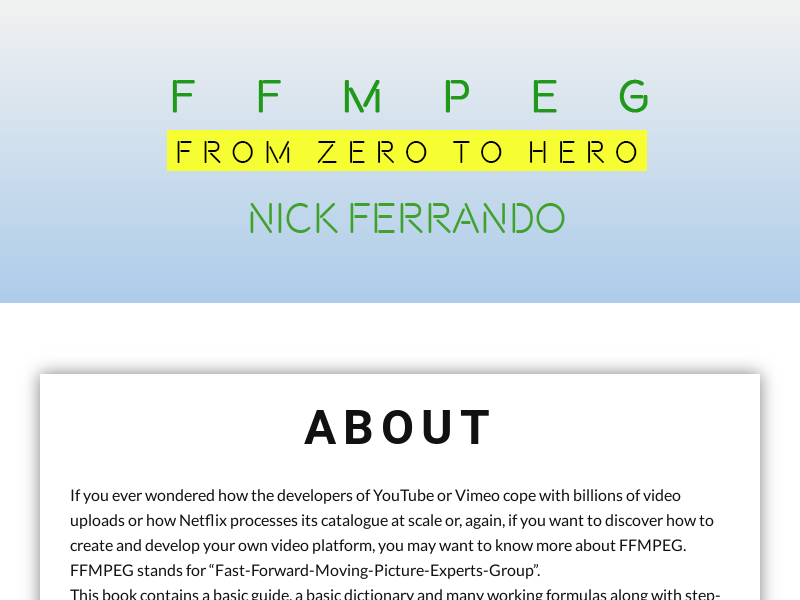 FFMPEG
FROM ZERO TO HERO
NICK FERRANDO
ABOUT
If you ever wondered how the developers of YouTube or Vimeo cope with billions of video
uploads or how Netflix processes its catalogue at scale or, again, if you want to discover how to
create and develop your own video platform, you may want to know more about FFMPEG.
FFMPEG stands for “Fast-Forward-Moving-Picture-Experts-Group”.
This book contains a basic guide, a basic dictionary and many working formulas along with step-